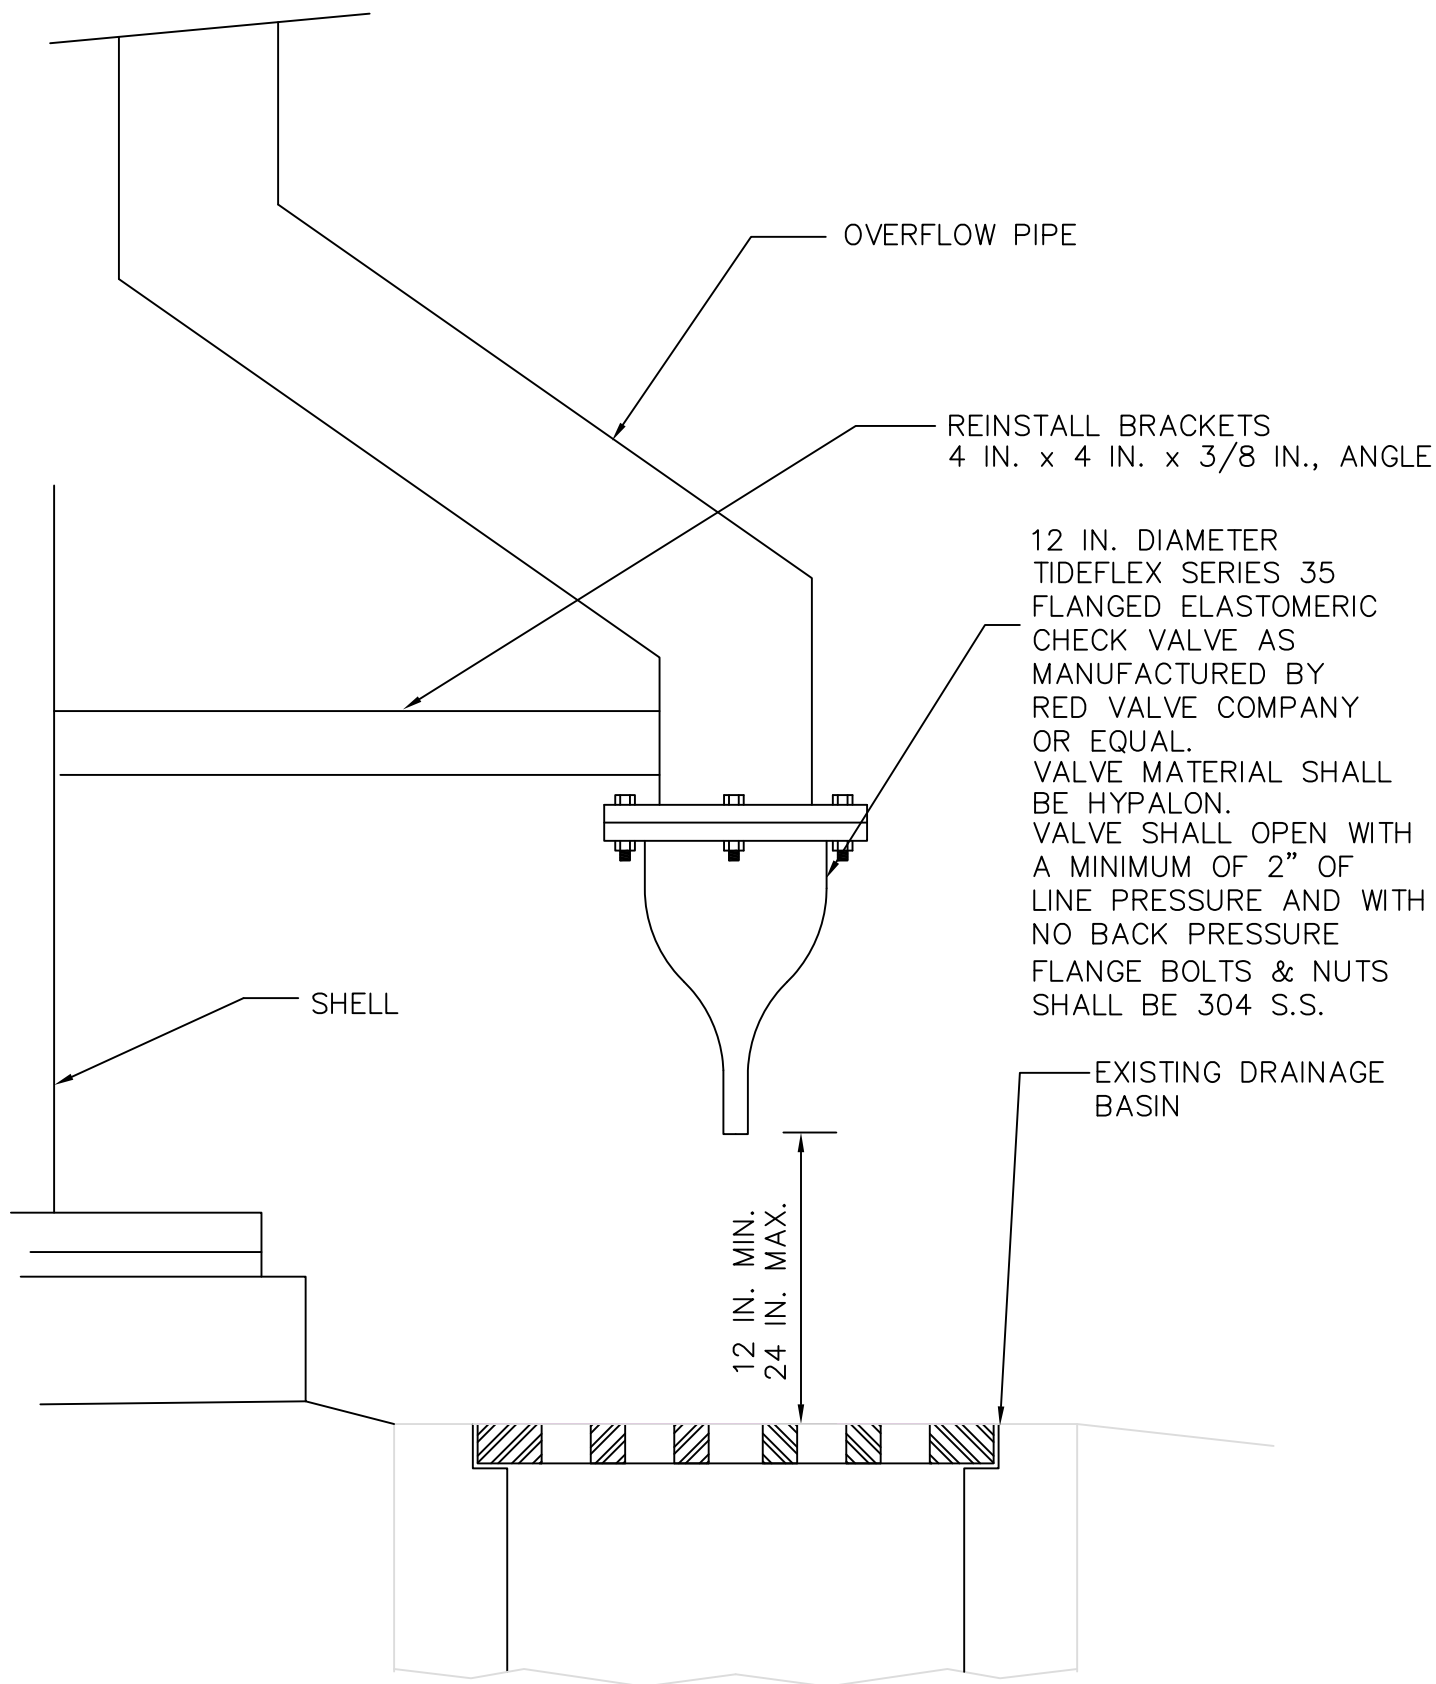 OVERFLOW PIPE
REINSTALL BRACKETS
4 IN. x 4 IN. x 3/8 IN., ANGLE
12 IN. DIAMETER
TIDEFLEX SERIES 35
FLANGED ELASTOMERIC
CHECK VALVE AS
MANUFACTURED BY
RED VALVE COMPANY
OR EQUAL.
VALVE MATERIAL SHALL
BE HYPALON.
VALVE SHALL OPEN WITH
A MINIMUM OF 2” OF
LINE PRESSURE AND WITH
NO BACK PRESSURE
FLANGE BOLTS & NUTS
SHALL BE 304 S.S.
SHELL
EXISTING DRAINAGE
BASIN
12 IN. MIN.
24 IN. MAX.